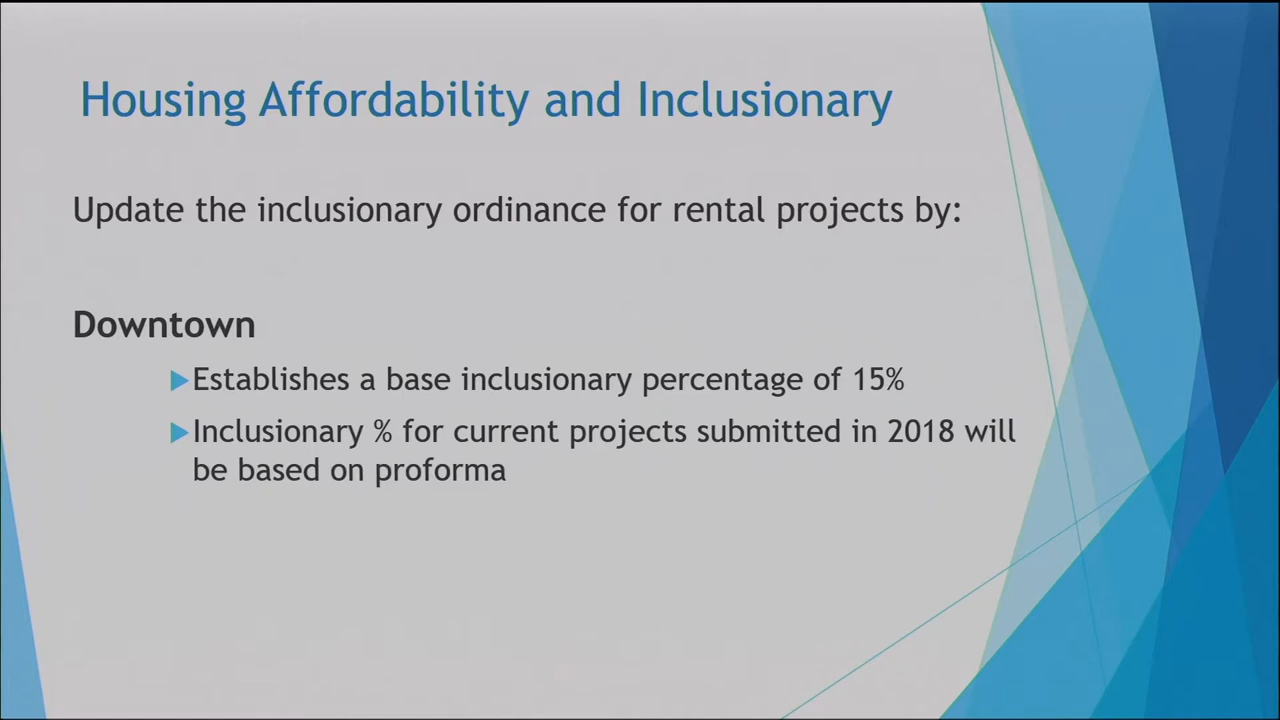 Housing Affordability and Inclusionary
Update the inclusionary ordinance for rental projects by:
Downtown
Establishes a base inclusionary percentage of 15%
Inclusionary % for current projects submitted in 2018 will
be based on proforma